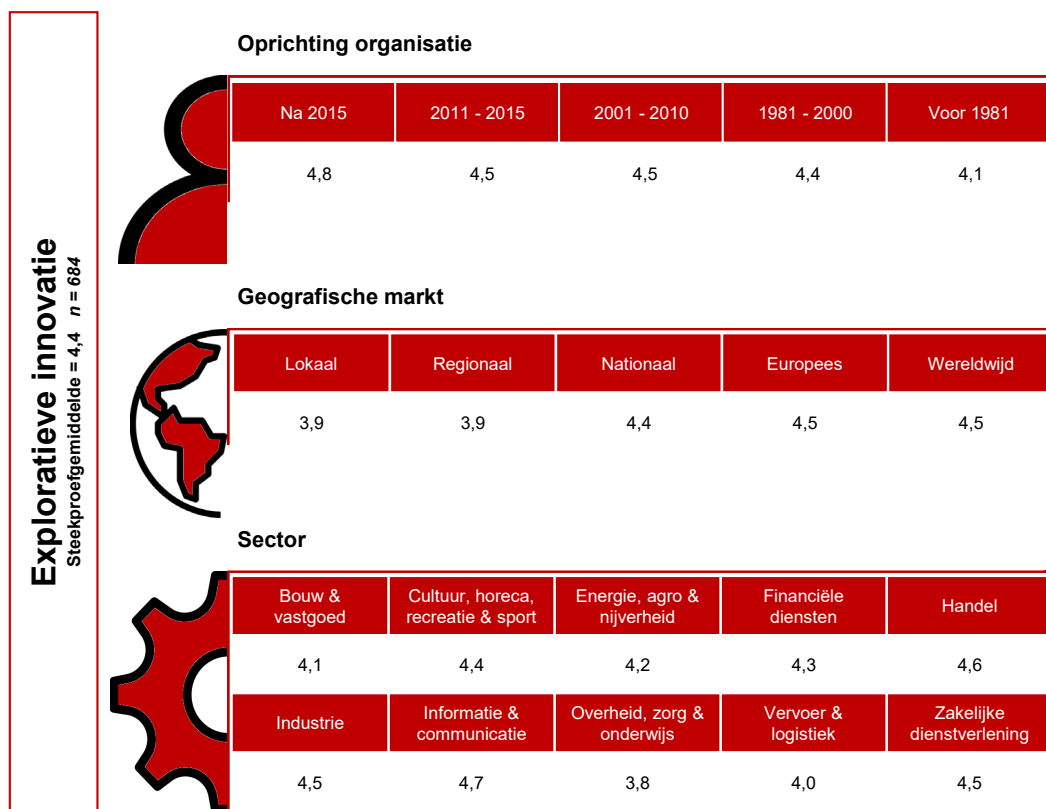 Exploratieve innovatie
Steekproefgemiddelde = 4,4 n = 684
Oprichting organisatie
Na 2015 2011 - 2015 2001 - 2010 1981 - 2000 Voor 1981
4,8 4,5 4,5 4,4 4,1
Geografische markt
Lokaal Regionaal Nationaal Europees Wereldwijd
3,9 3,9 4,4 4,5 4,5
Sector
Bouw & Cultuur, horeca, Energie, agro & Financiële Handel
vastgoed recreatie & sport nijverheid diensten
4,1 4,4 4,2 4,3 4,6
Industrie Informatie & Overheid, zorg & Vervoer & Zakelijke
communicatie onderwijs logistiek dienstverlening
4,5 4,7 3,8 4,0 4,5